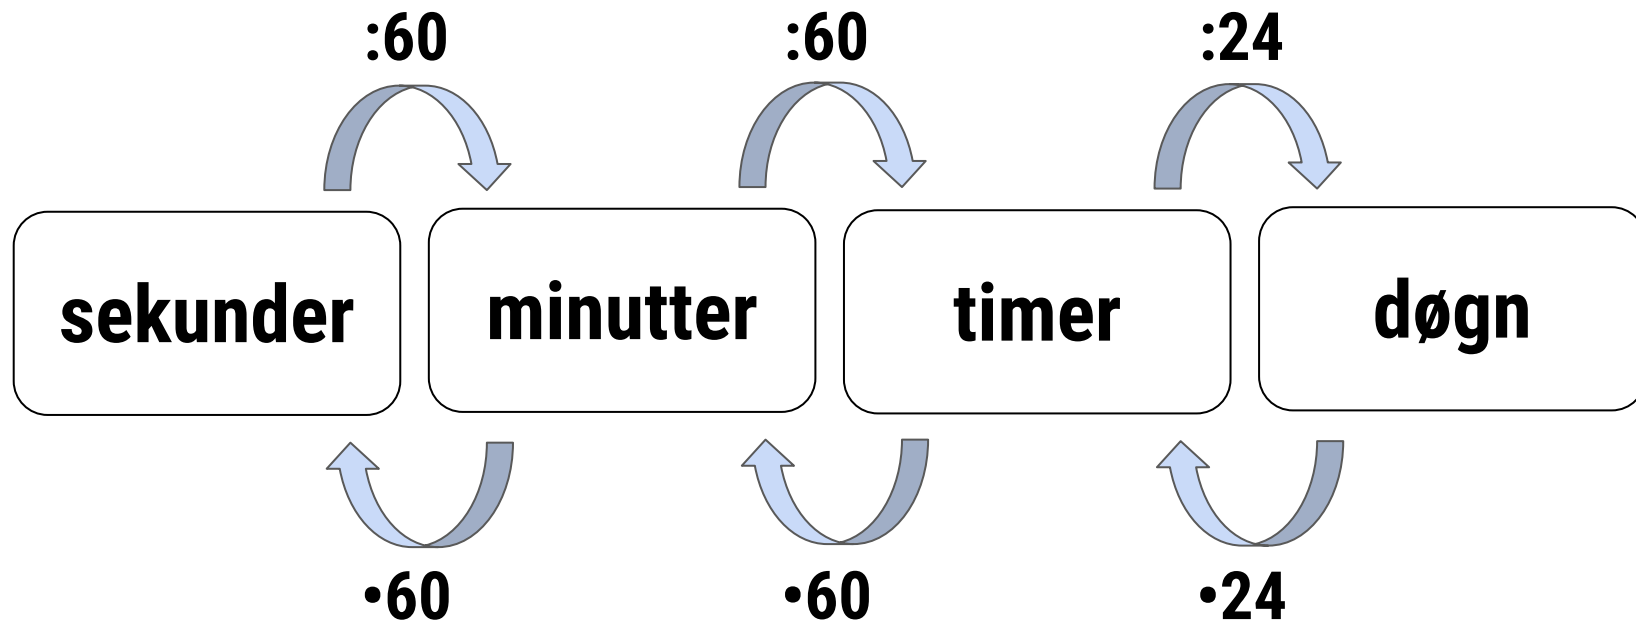 :60 :60 :24
sekunder minutter timer døgn
•60 •60 •24